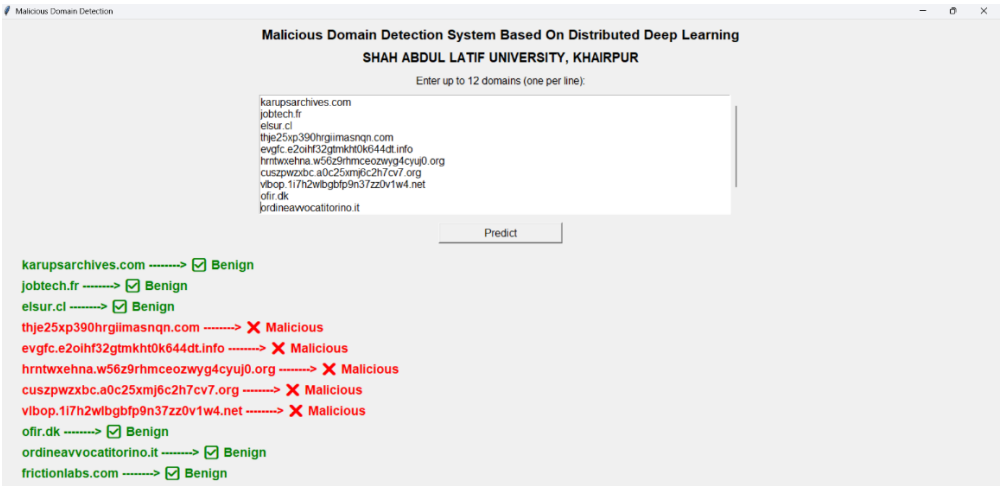 Malicious Domain Detection
Malicious Domain Detection System Based On Distributed Deep Learning
SHAH ABDUL LATIF UNIVERSITY, KHAIRPUR
Enter up to 12 domains (one per line):
karupsarchives.com
jobtech.fr
elsur.cl
thje25xp390hrgiimasnqn.com
evgfc.e2oihf32gtmkht0k644dt.info
hrntwxehna.w56z9rhmceozwyg4cyuj0.org
cuszpwzxbc.a0c25xmj6c2h7cv7.org
vlbop.1i7h2wlbgbfp9n37zz0v1w4.net
ofir.dk
ordineavvocatitorino.it
Predict
karupsarchives.com --------> ✅ Benign
jobtech.fr --------> ✅ Benign
elsur.cl --------> ✅ Benign
thje25xp390hrgiimasnqn.com --------> ❌ Malicious
evgfc.e2oihf32gtmkht0k644dt.info --------> ❌ Malicious
hrntwxehna.w56z9rhmceozwyg4cyuj0.org --------> ❌ Malicious
cuszpwzxbc.a0c25xmj6c2h7cv7.org --------> ❌ Malicious
vlbop.1i7h2wlbgbfp9n37zz0v1w4.net --------> ❌ Malicious
ofir.dk --------> ✅ Benign
ordineavvocatitorino.it --------> ✅ Benign
frictionlabs.com --------> ✅ Benign